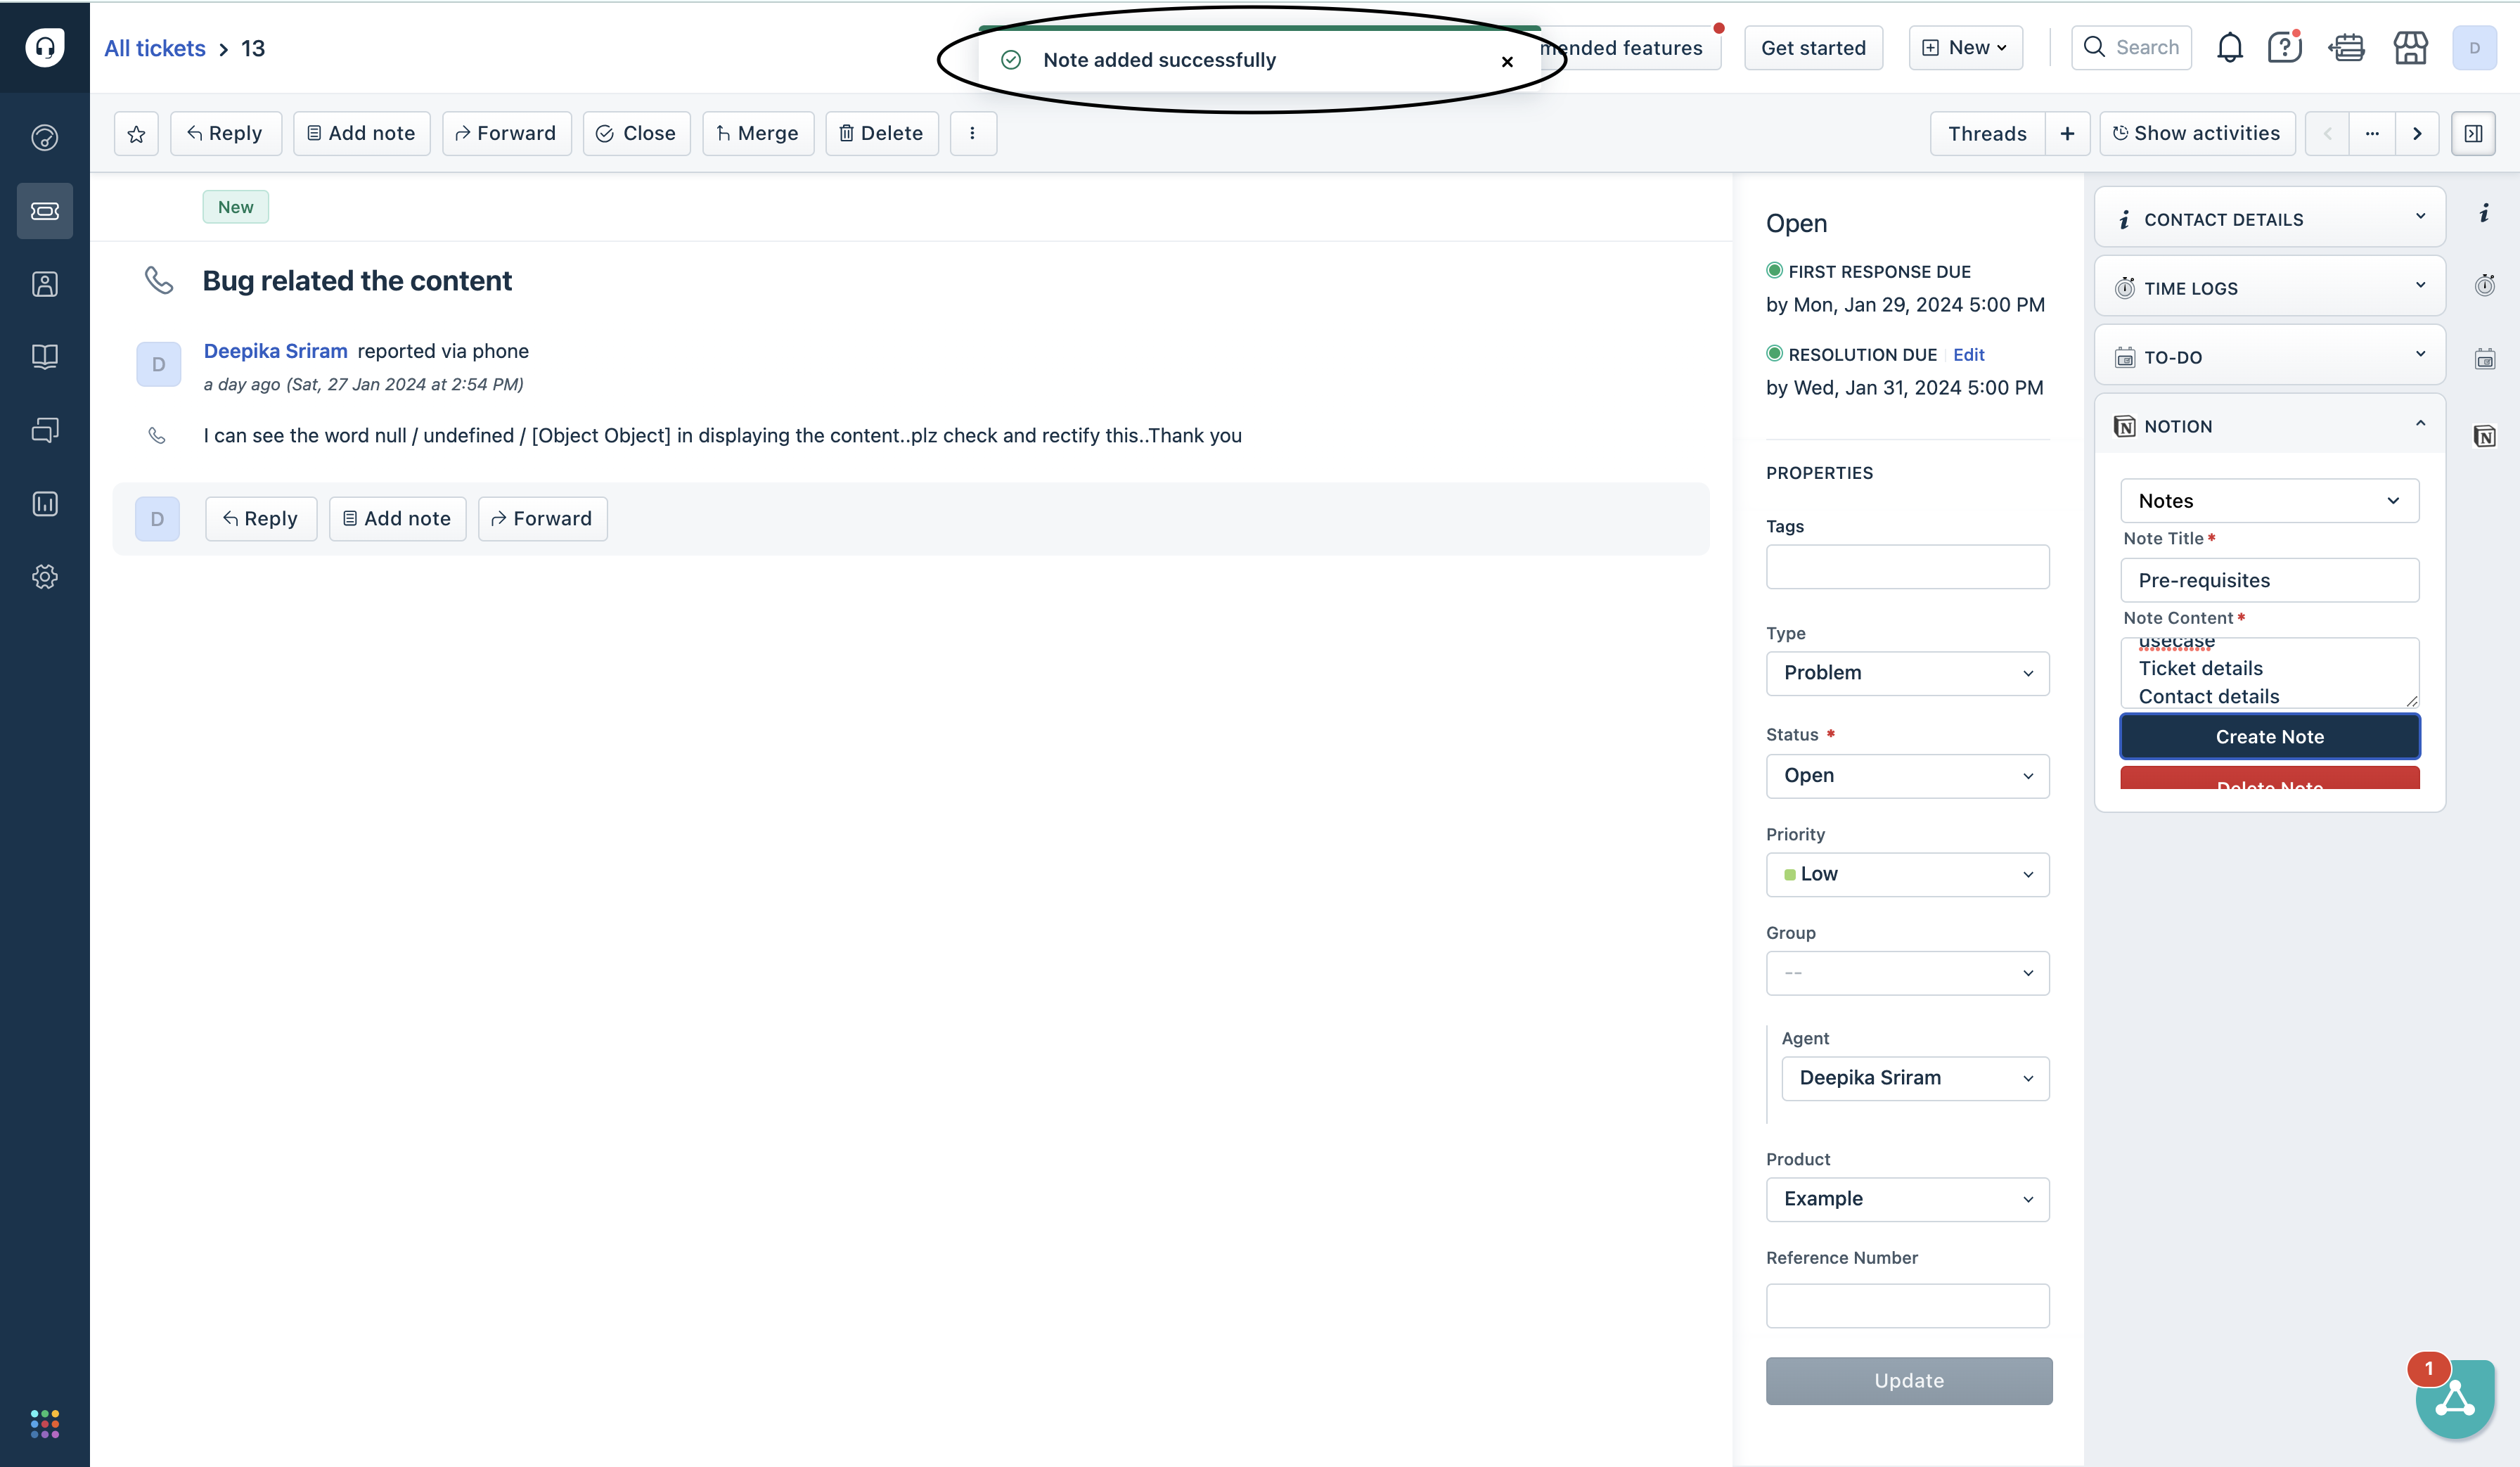 All tickets > 13
Note added successfully
mended features
Get started
New
Search
D
Reply
Add note
Forward
Close
Merge
Delete
Threads
Show activities
New
Bug related the content
D
Deepika Sriram reported via phone
a day ago (Sat, 27 Jan 2024 at 2:54 PM)
I can see the word null / undefined / [Object Object] in displaying the content..plz check and rectify this..Thank you
D
Reply
Add note
Forward
Open
FIRST RESPONSE DUE
by Mon, Jan 29, 2024 5:00 PM
RESOLUTION DUE Edit
by Wed, Jan 31, 2024 5:00 PM
PROPERTIES
Tags
Type
Problem
Status *
Open
Priority
Low
Group
--
Agent
Deepika Sriram
Product
Example
Reference Number
Update
CONTACT DETAILS
TIME LOGS
TO-DO
NOTION
Notes
Note Title *
Pre-requisites
Note Content *
usecase
Ticket details
Contact details
Create Note
Delete Note
1